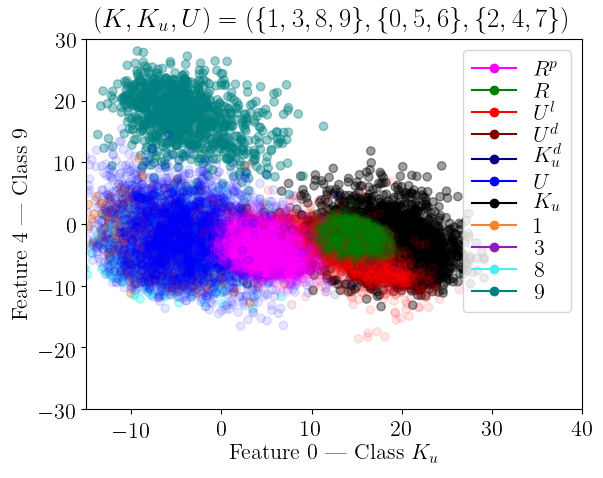 (K, K_u, U) = ({1, 3, 8, 9}, {0, 5, 6}, {2, 4, 7})
30
20
10
0
−10
−20
−30
Feature 4 — Class 9
−10
0
10
20
30
40
Feature 0 — Class K_u
R^p
R
U^l
U^d
K_u^d
U
K_u
1
3
8
9